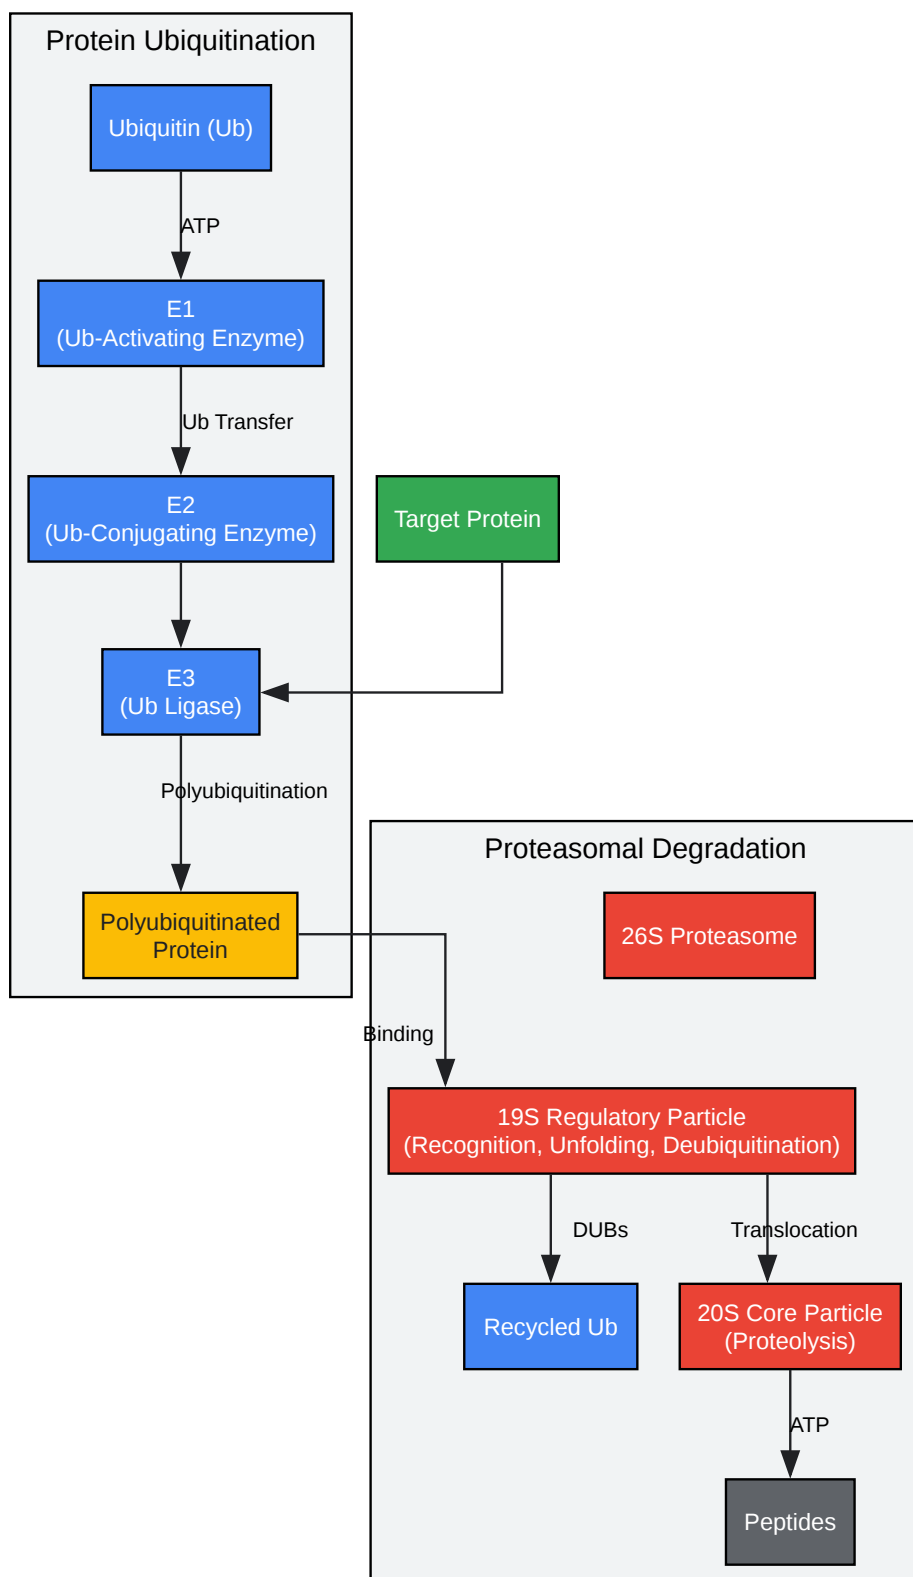 Protein Ubiquitination
Ubiquitin (Ub)
ATP
E1
(Ub-Activating Enzyme)
Ub Transfer
E2
(Ub-Conjugating Enzyme)
Target Protein
E3
(Ub Ligase)
Polyubiquitination
Polyubiquitinated
Protein
Proteasomal Degradation
26S Proteasome
Binding
19S Regulatory Particle
(Recognition, Unfolding, Deubiquitination)
DUBs
Translocation
Recycled Ub
20S Core Particle
(Proteolysis)
ATP
Peptides